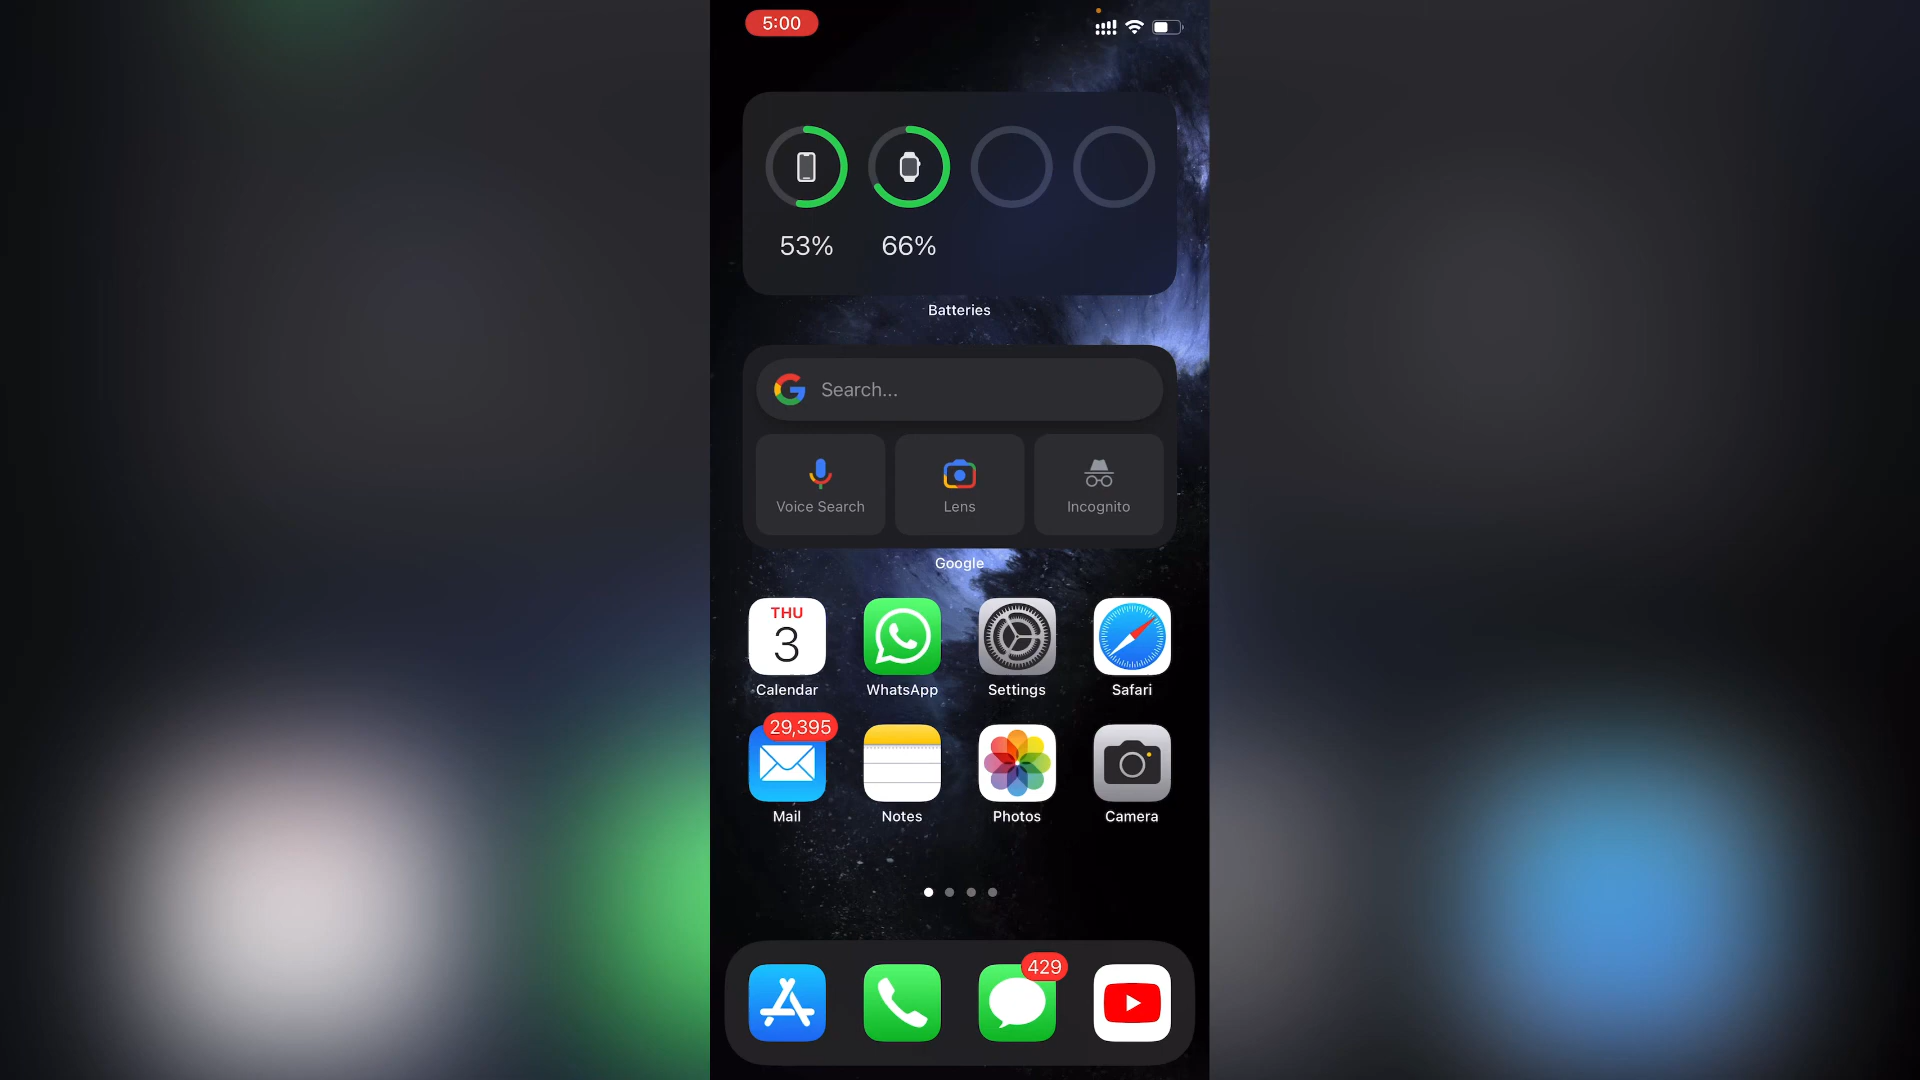 5:00
53% 66%
Batteries
Search...
Voice Search Lens Incognito
Google
THU
3
Calendar WhatsApp Settings Safari
29,395
Mail Notes Photos Camera
429